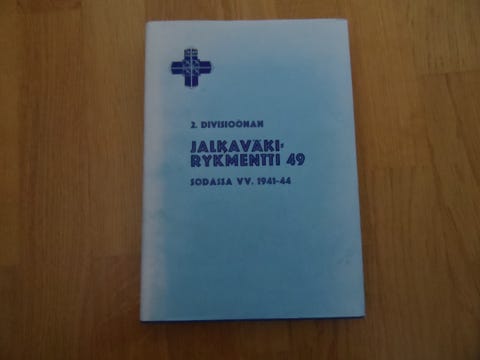 2. DIVISIOONAN
JALKAVÄKI-
RYKMENTTI 49
SODASSA VV. 1941-44